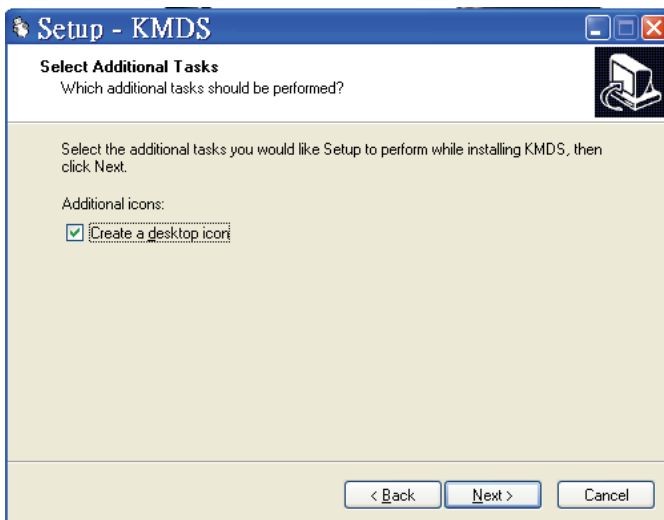 Setup - KMDS
Select Additional Tasks
Which additional tasks should be performed?
Select the additional tasks you would like Setup to perform while installing KMDS, then
click Next.
Additional icons:
Create a desktop icon
< Back
Next >
Cancel